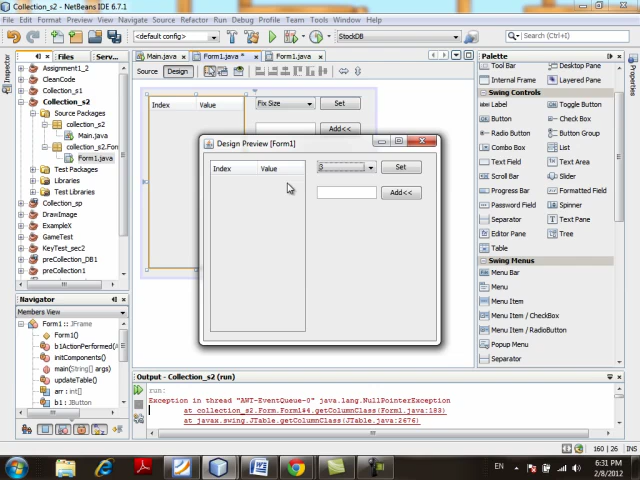 Collection_s2 - NetBeans IDE 6.7.1
File Edit View Navigate Source Refactor Run Debug Profile Team Tools Window Help
<default config>
StockDB
Search (Ctrl+I)
Files
Serv...
Main.java
Form1.java *
Form1.java
Source
Design
Inspector
Assignment1_2
CleanCode
Collection_s1
Collection_s2
Source Packages
collection_s2
Main.java
collection_s2.For
Form1.java
Test Packages
Libraries
Test Libraries
Collection_sp
DrawImage
ExampleX
GameTest
KeyTest_sec2
preCollection_DB1
preCollection1
Index Value
Fix Size
Set
Add<<
Design Preview [Form1]
Index Value
Set
Add<<
Palette
Properties
Tool Bar
Desktop Pane
Internal Frame
Layered Pane
Swing Controls
Label
Toggle Button
Button
Check Box
Radio Button
Button Group
Combo Box
List
Text Field
Text Area
Scroll Bar
Slider
Progress Bar
Formatted Field
Password Field
Spinner
Separator
Text Pane
Editor Pane
Tree
Table
Swing Menus
Menu Bar
Menu
Menu Item
Menu Item / CheckBox
Menu Item / RadioButton
Popup Menu
Separator
Navigator
Members View
Form1 :: JFrame
Form1()
b1ActionPerformed(A
initComponents()
main(String[] args)
updateTable()
arr : int[]
b1 : JButton
Output - Collection_s2 (run)
run:
Exception in thread "AWT-EventQueue-0" java.lang.NullPointerException
at collection_s2.Form.Form1$4.getColumnClass(Form1.java:183)
at javax.swing.JTable.getColumnClass(JTable.java:2676)
160 | 26
INS
EN
6:31 PM
2/8/2012